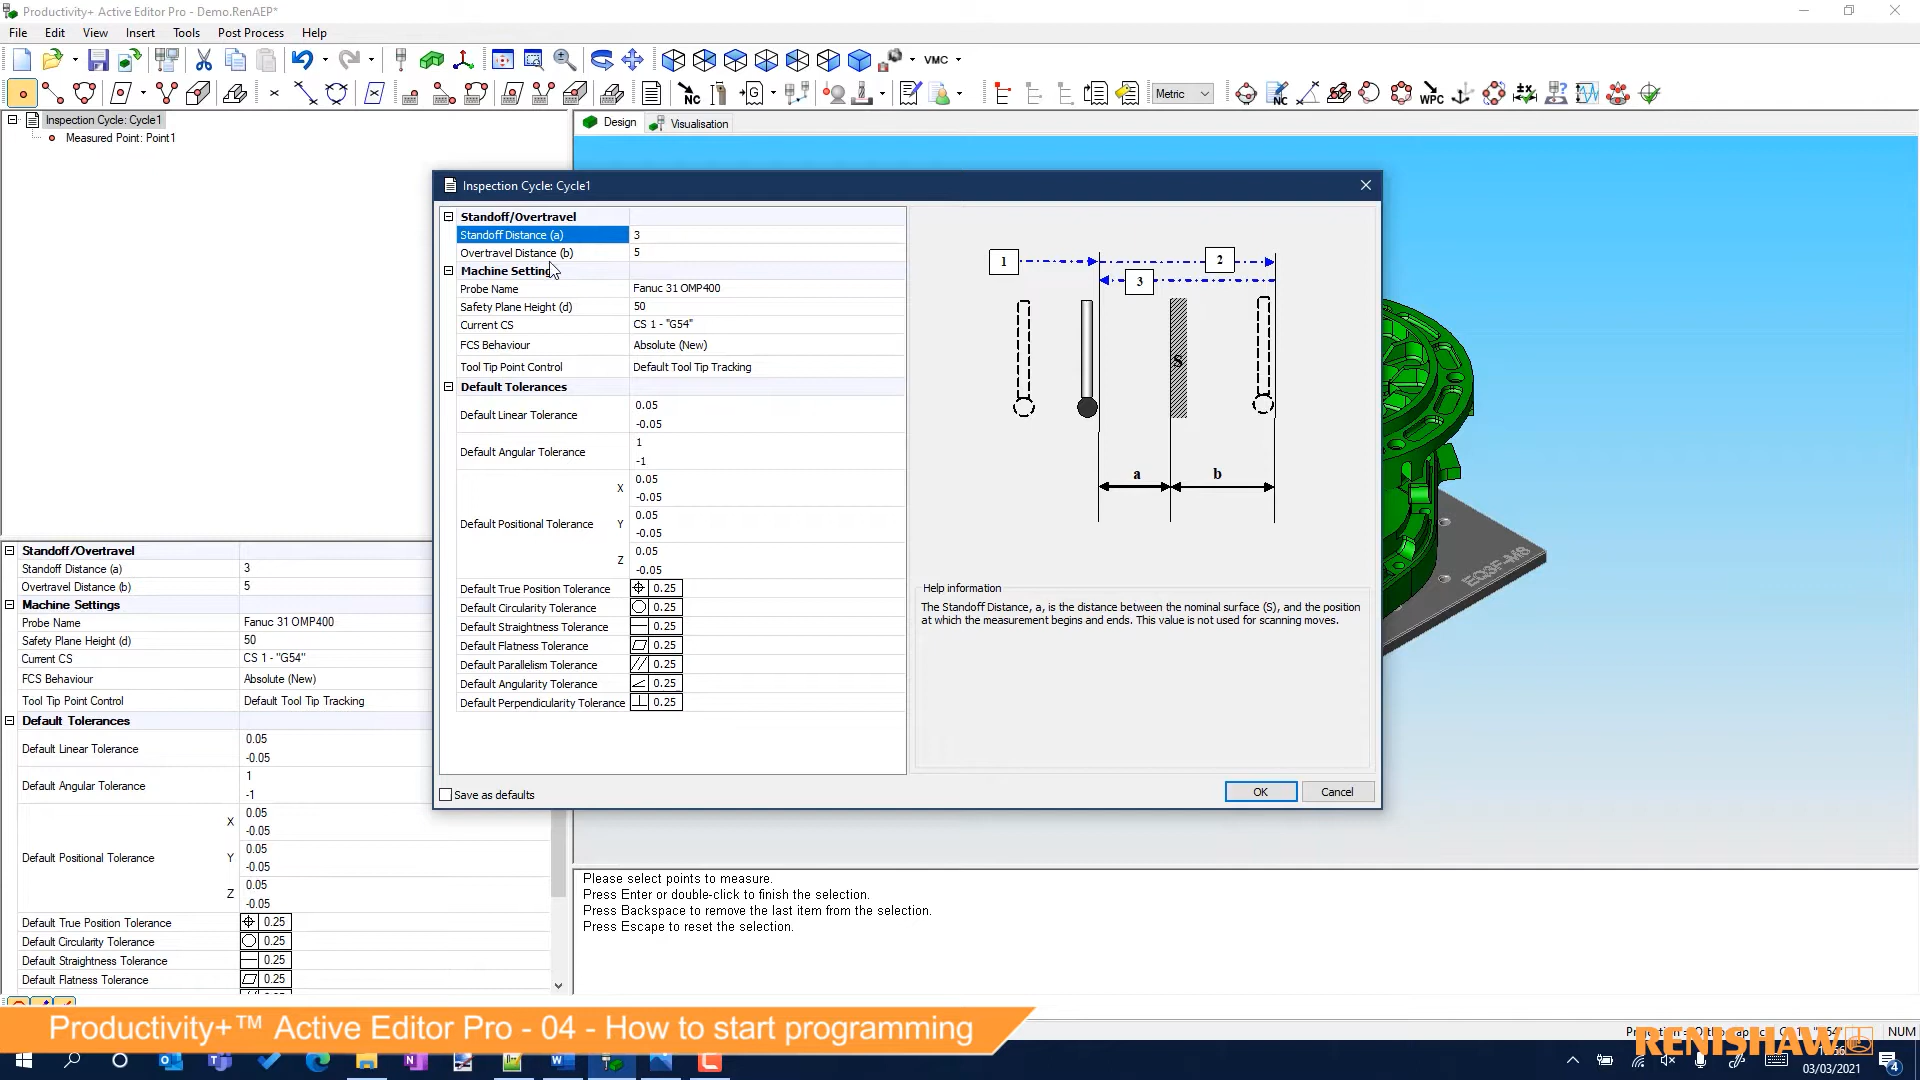 Productivity+ Active Editor Pro - Demo.RenAEP*
File Edit View Insert Tools Post Process Help
VMC
NC G Metric NC WPC
Inspection Cycle: Cycle1
Measured Point: Point1
Design Visualisation
Inspection Cycle: Cycle1
Standoff/Overtravel
Standoff Distance (a) 3
Overtravel Distance (b) 5
Machine Setting
Probe Name Fanuc 31 OMP400
Safety Plane Height (d) 50
Current CS CS 1 - "G54"
FCS Behaviour Absolute (New)
Tool Tip Point Control Default Tool Tip Tracking
Default Tolerances
Default Linear Tolerance 0.05
-0.05
Default Angular Tolerance 1
-1
Default Positional Tolerance X 0.05
-0.05
Y 0.05
-0.05
Z 0.05
-0.05
Default True Position Tolerance 0.25
Default Circularity Tolerance 0.25
Default Straightness Tolerance 0.25
Default Flatness Tolerance 0.25
Default Parallelism Tolerance 0.25
Default Angularity Tolerance 0.25
Default Perpendicularity Tolerance 0.25
1 2
3
S
a b
Help information
The Standoff Distance, a, is the distance between the nominal surface (S), and the position
at which the measurement begins and ends. This value is not used for scanning moves.
Save as defaults
OK Cancel
EQ3F-M8
Standoff/Overtravel
Standoff Distance (a) 3
Overtravel Distance (b) 5
Machine Settings
Probe Name Fanuc 31 OMP400
Safety Plane Height (d) 50
Current CS CS 1 - "G54"
FCS Behaviour Absolute (New)
Tool Tip Point Control Default Tool Tip Tracking
Default Tolerances
Default Linear Tolerance 0.05
-0.05
Default Angular Tolerance 1
-1
Default Positional Tolerance X 0.05
-0.05
Y 0.05
-0.05
Z 0.05
-0.05
Default True Position Tolerance 0.25
Default Circularity Tolerance 0.25
Default Straightness Tolerance 0.25
Default Flatness Tolerance 0.25
Please select points to measure.
Press Enter or double-click to finish the selection.
Press Backspace to remove the last item from the selection.
Press Escape to reset the selection.
Productivity+™ Active Editor Pro - 04 - How to start programming
NUM
RENISHAW
03/03/2021
4